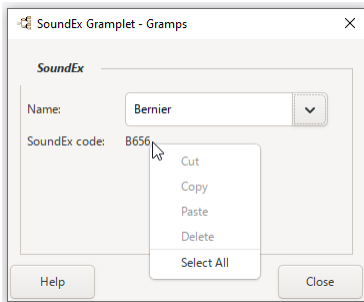 SoundEx Gramplet - Gramps
SoundEx
Name: Bernier
SoundEx code: B656
Cut
Copy
Paste
Delete
Select All
Help Close